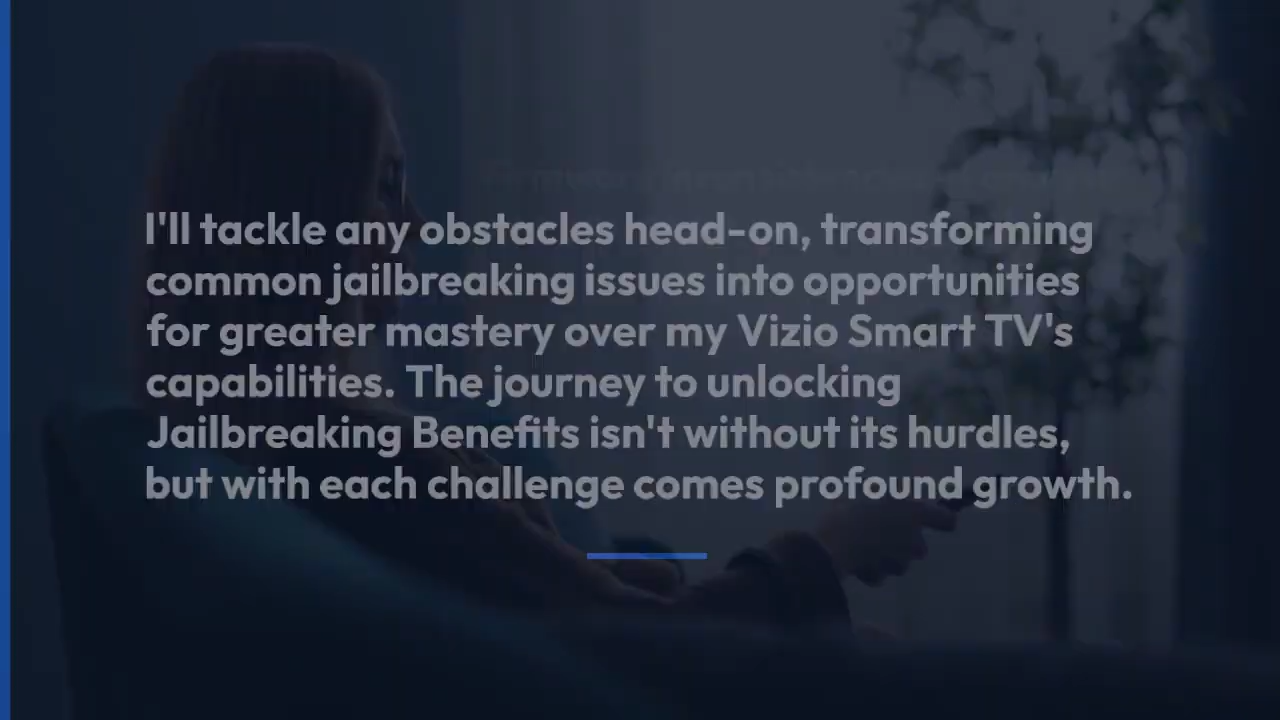 I'll tackle any obstacles head-on, transforming
common jailbreaking issues into opportunities
for greater mastery over my Vizio Smart TV's
capabilities. The journey to unlocking
Jailbreaking Benefits isn't without its hurdles,
but with each challenge comes profound growth.